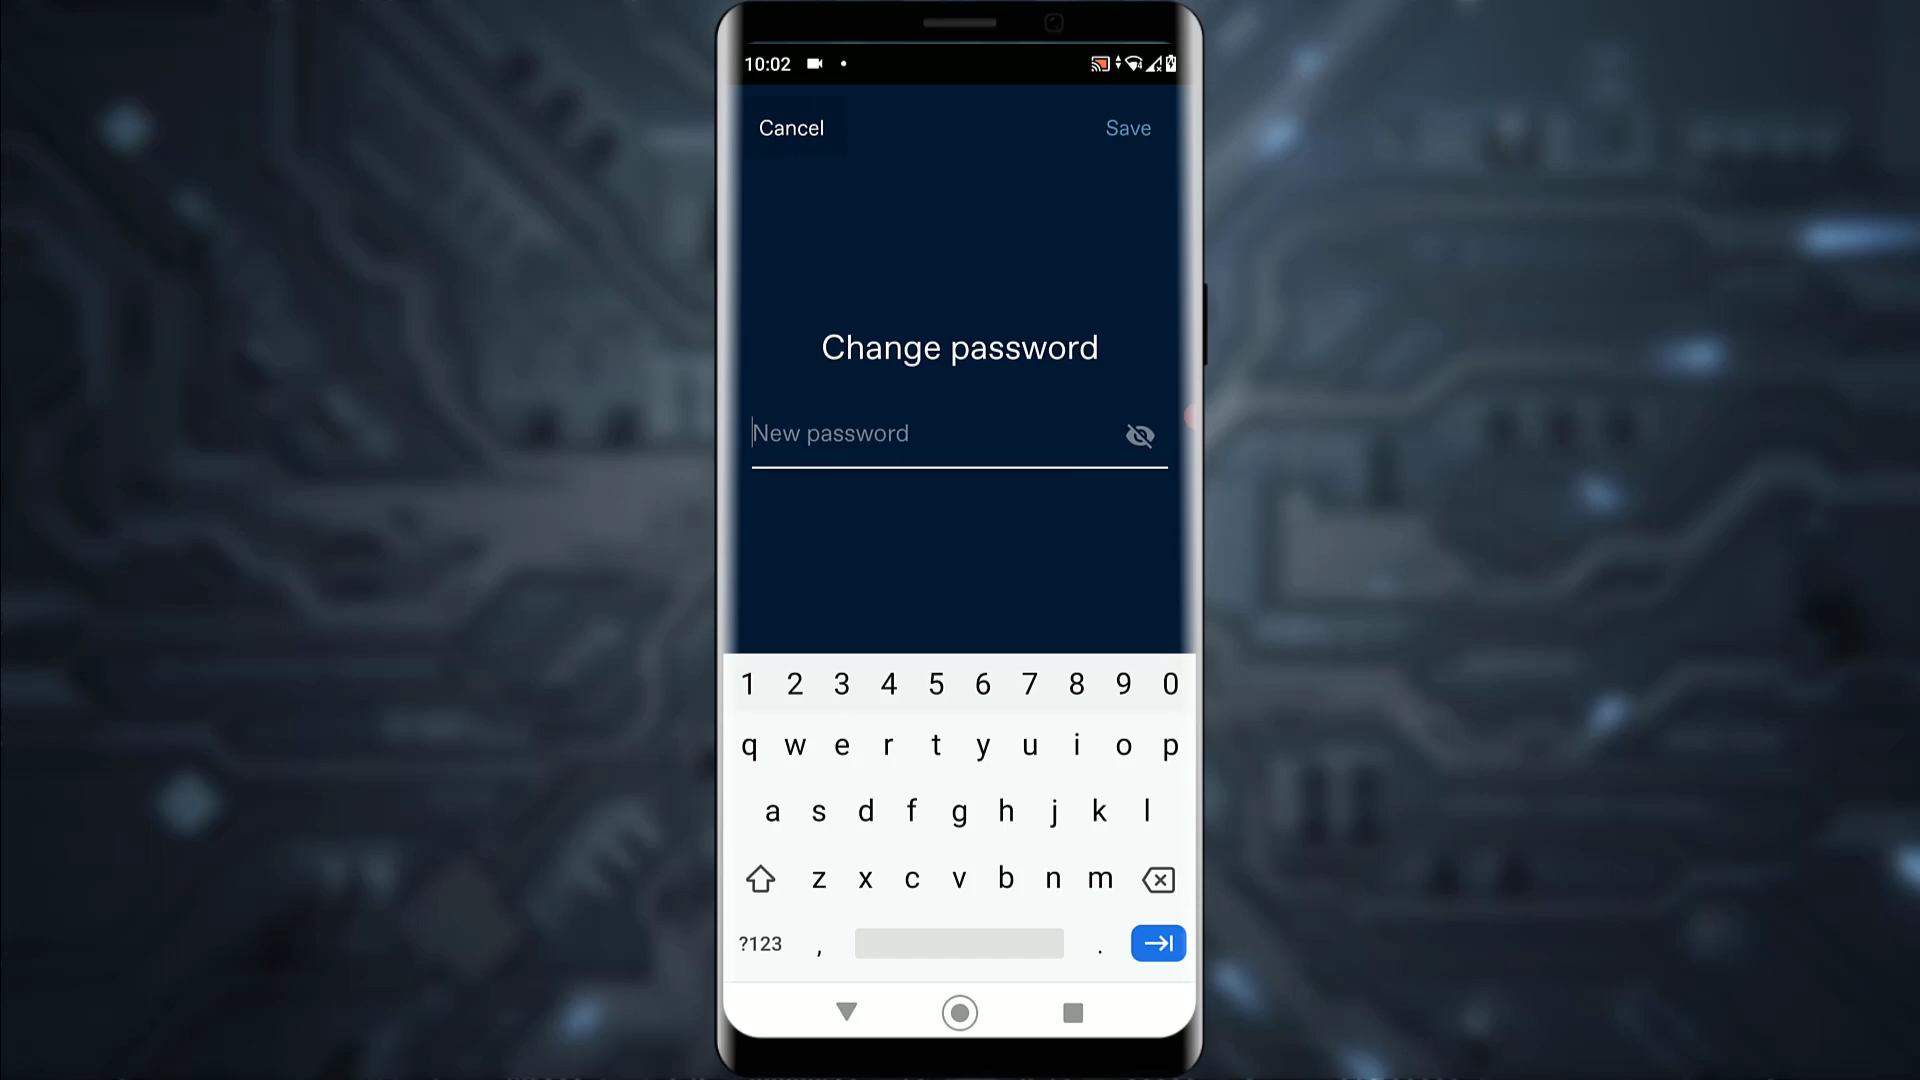 10:02
Cancel
Save
Change password
New password
1 2 3 4 5 6 7 8 9 0
q w e r t y u i o p
a s d f g h j k l
z x c v b n m
?123 , .